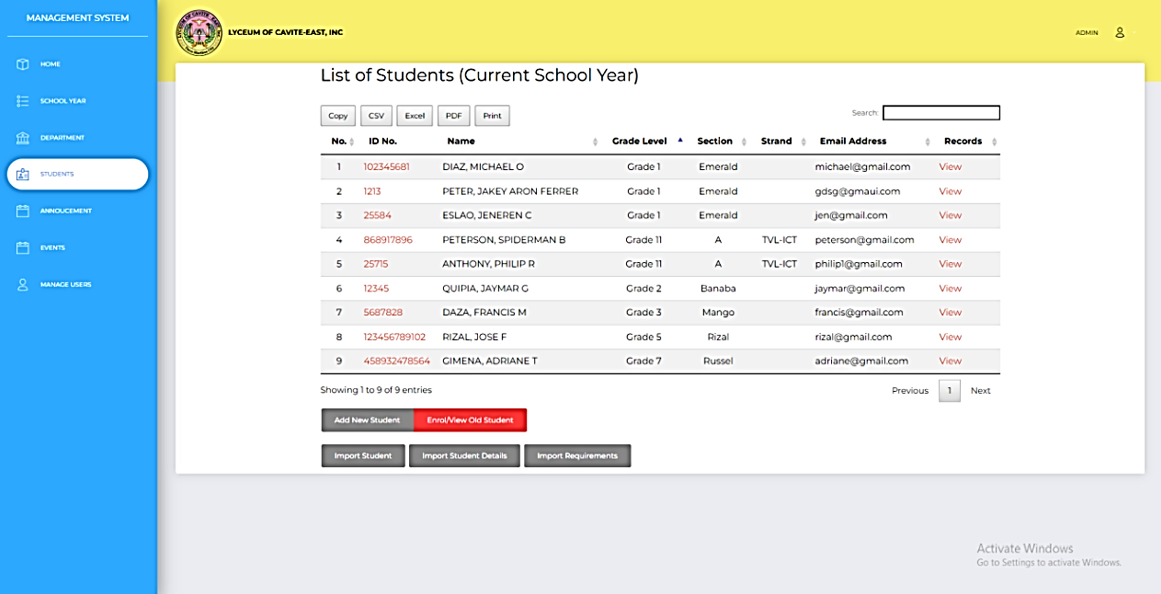 MANAGEMENT SYSTEM
HOME
SCHOOL YEAR
DEPARTMENT
STUDENTS
ANNOUCEMENT
EVENTS
MANAGE USERS
LYCEUM OF CAVITE-EAST, INC
ADMIN
List of Students (Current School Year)
Copy CSV Excel PDF Print Search:
No. ID No. Name Grade Level Section Strand Email Address Records
1 102345681 DIAZ, MICHAEL O Grade 1 Emerald michael@gmail.com View
2 1213 PETER, JAKEY ARON FERRER Grade 1 Emerald gdsg@gmaui.com View
3 25584 ESLAO, JENEREN C Grade 1 Emerald jen@gmail.com View
4 868917896 PETERSON, SPIDERMAN B Grade 11 A TVL-ICT peterson@gmail.com View
5 25715 ANTHONY, PHILIP R Grade 11 A TVL-ICT philip1@gmail.com View
6 12345 QUIPIA, JAYMAR G Grade 2 Banaba jaymar@gmail.com View
7 5687828 DAZA, FRANCIS M Grade 3 Mango francis@gmail.com View
8 123456789102 RIZAL, JOSE F Grade 5 Rizal rizal@gmail.com View
9 458932478564 GIMENA, ADRIANE T Grade 7 Russel adriane@gmail.com View
Showing 1 to 9 of 9 entries Previous 1 Next
Add New Student Enrol/View Old Student
Import Student Import Student Details Import Requirements
Activate Windows
Go to Settings to activate Windows.